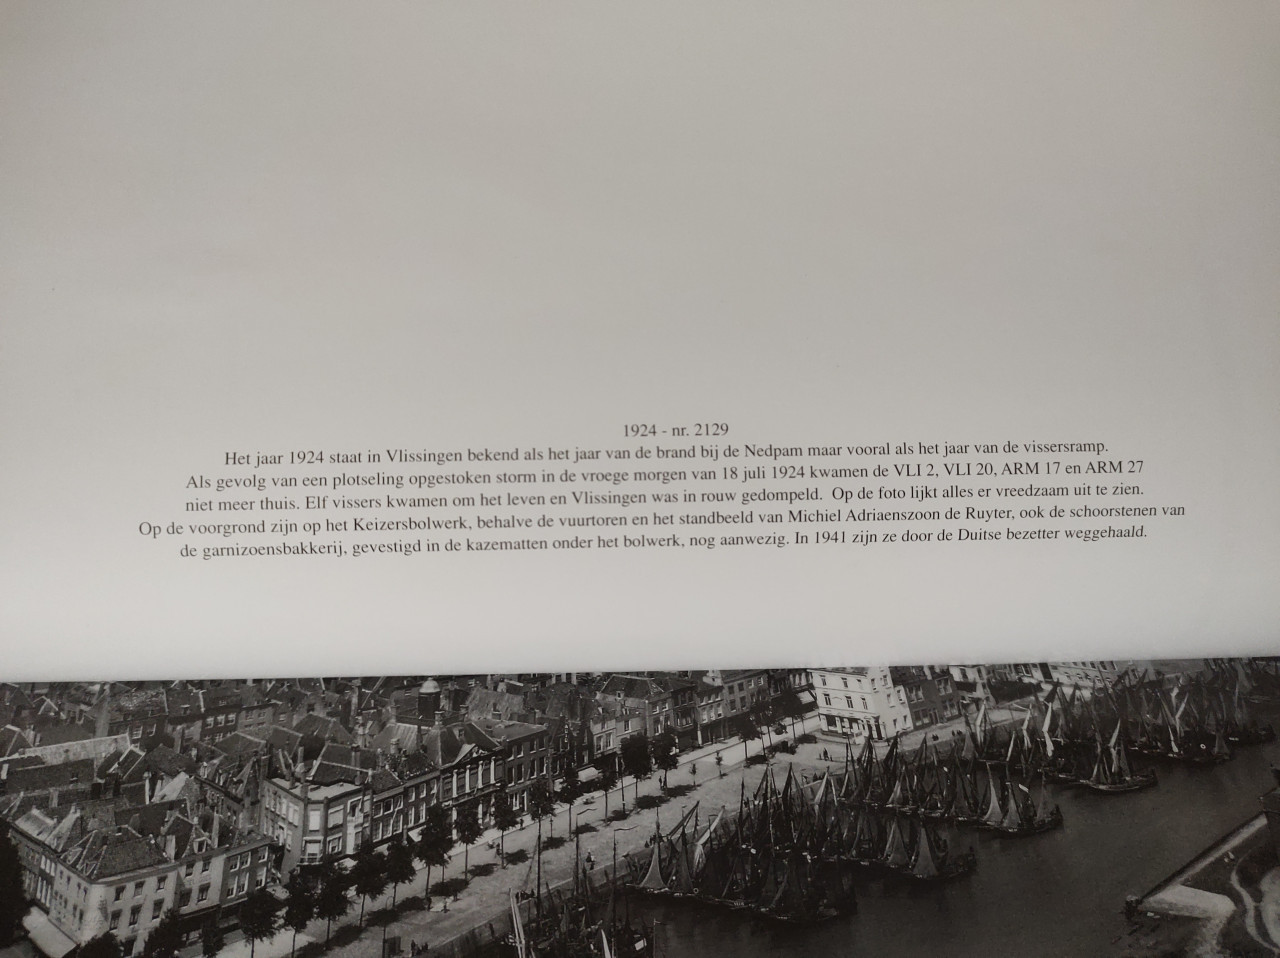 1924 - nr. 2129
Het jaar 1924 staat in Vlissingen bekend als het jaar van de brand bij de Nedpam maar vooral als het jaar van de vissersramp.
Als gevolg van een plotseling opgestoken storm in de vroege morgen van 18 juli 1924 kwamen de VLI 2, VLI 20, ARM 17 en ARM 27
niet meer thuis. Elf vissers kwamen om het leven en Vlissingen was in rouw gedompeld. Op de foto lijkt alles er vreedzaam uit te zien.
Op de voorgrond zijn op het Keizersbolwerk, behalve de vuurtoren en het standbeeld van Michiel Adriaenszoon de Ruyter, ook de schoorstenen van
de garnizoensbakkerij, gevestigd in de kazematten onder het bolwerk, nog aanwezig. In 1941 zijn ze door de Duitse bezetter weggehaald.